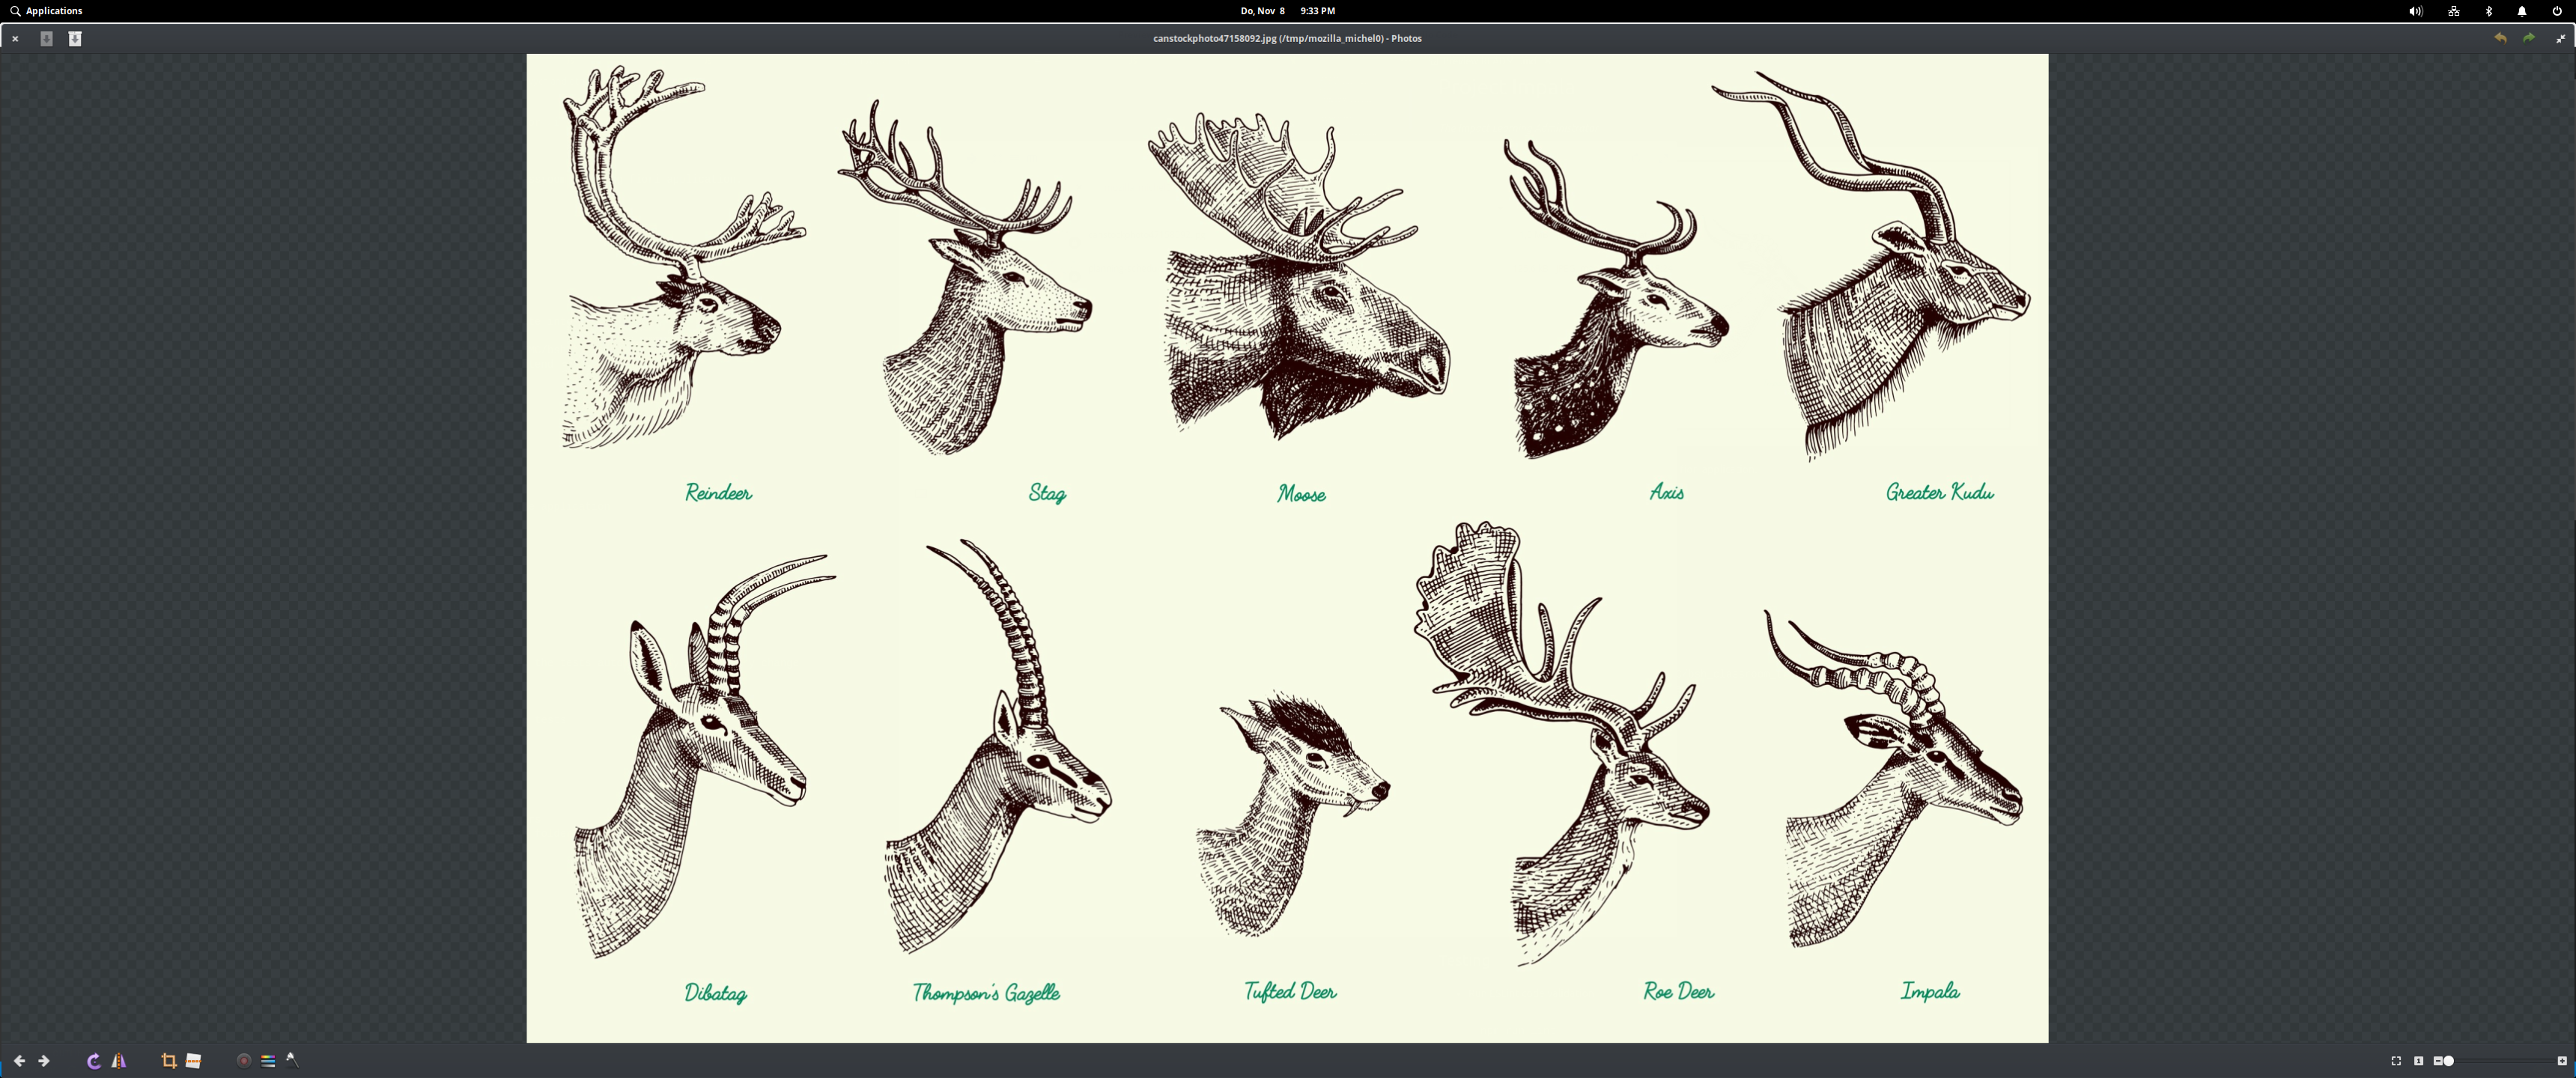 Applications
Do, Nov 8 9:33 PM
canstockphoto47158092.jpg (/tmp/mozilla_michel0) - Photos
Reindeer
Stag
Moose
Axis
Greater Kudu
Dibatag
Thompson's Gazelle
Tufted Deer
Roe Deer
Impala